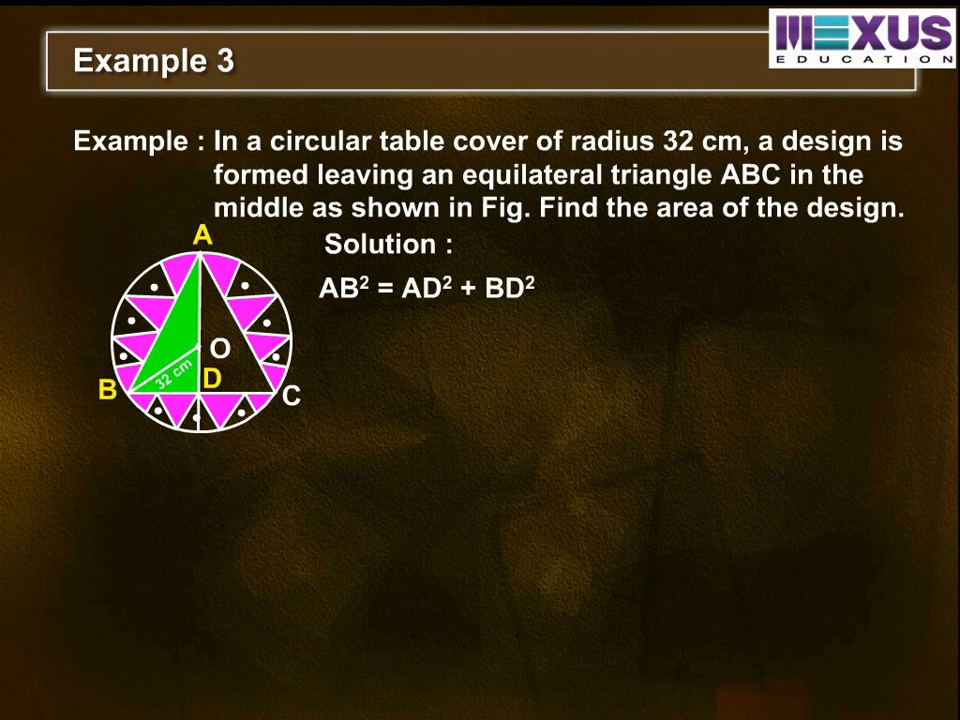 MEXUS
EDUCATION
Example 3
Example : In a circular table cover of radius 32 cm, a design is
formed leaving an equilateral triangle ABC in the
middle as shown in Fig. Find the area of the design.
A
Solution :
AB² = AD² + BD²
O
32 cm
D
B
C